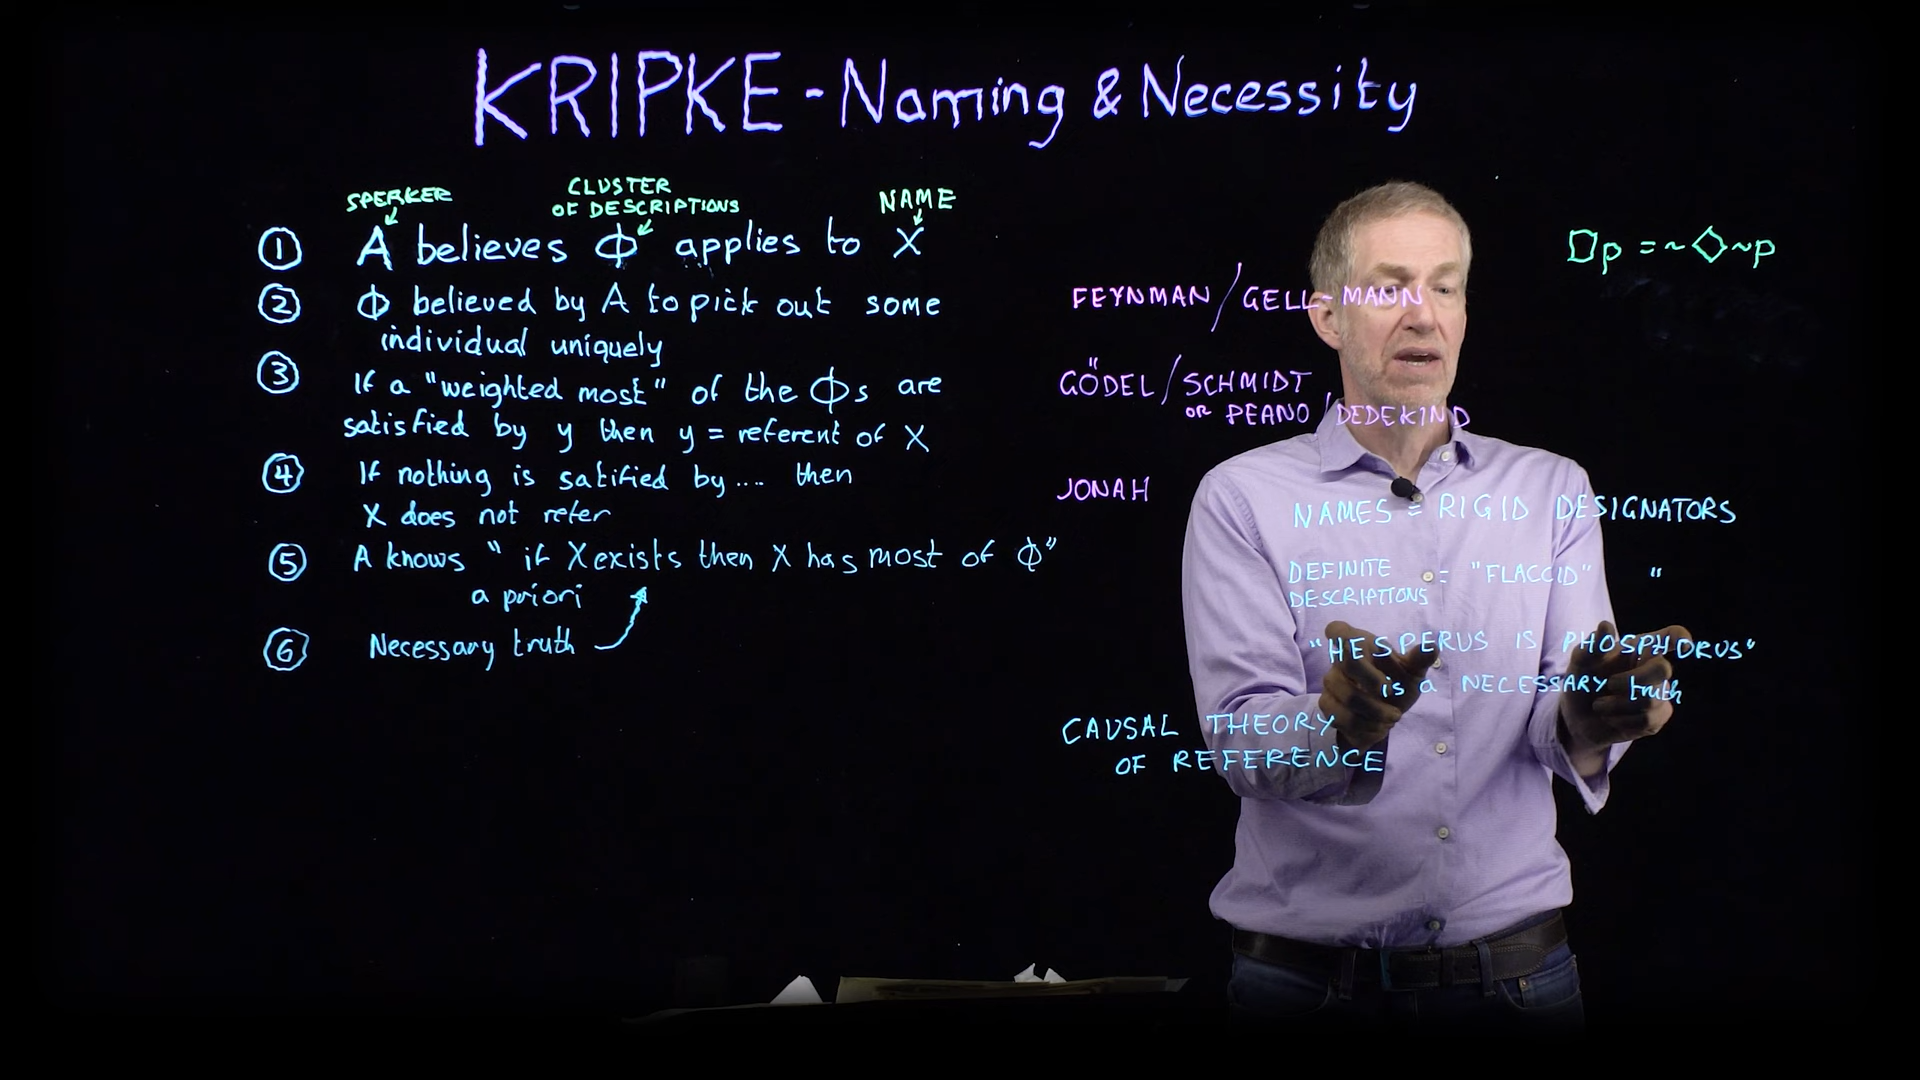 KRIPKE - Naming & Necessity
SPEAKER
CLUSTER
OF DESCRIPTIONS
NAME
① A believes Φ applies to X
② Φ believed by A to pick out some
individual uniquely
③ If a "weighted most" of the Φs are
satisfied by y then y = referent of X
④ If nothing is satified by .... then
X does not refer
⑤ A knows "if X exists then X has most of Φ"
a priori
⑥ Necessary truth
□p = ~◇~p
FEYNMAN / GELL-MANN
GÖDEL / SCHMIDT
OR PEANO / DEDEKIND
JONAH
NAMES = RIGID DESIGNATORS
DEFINITE
DESCRIPTIONS = "FLACCID" "
"HESPERUS IS PHOSPHORUS"
is a NECESSARY truth
CAUSAL THEORY
OF REFERENCE